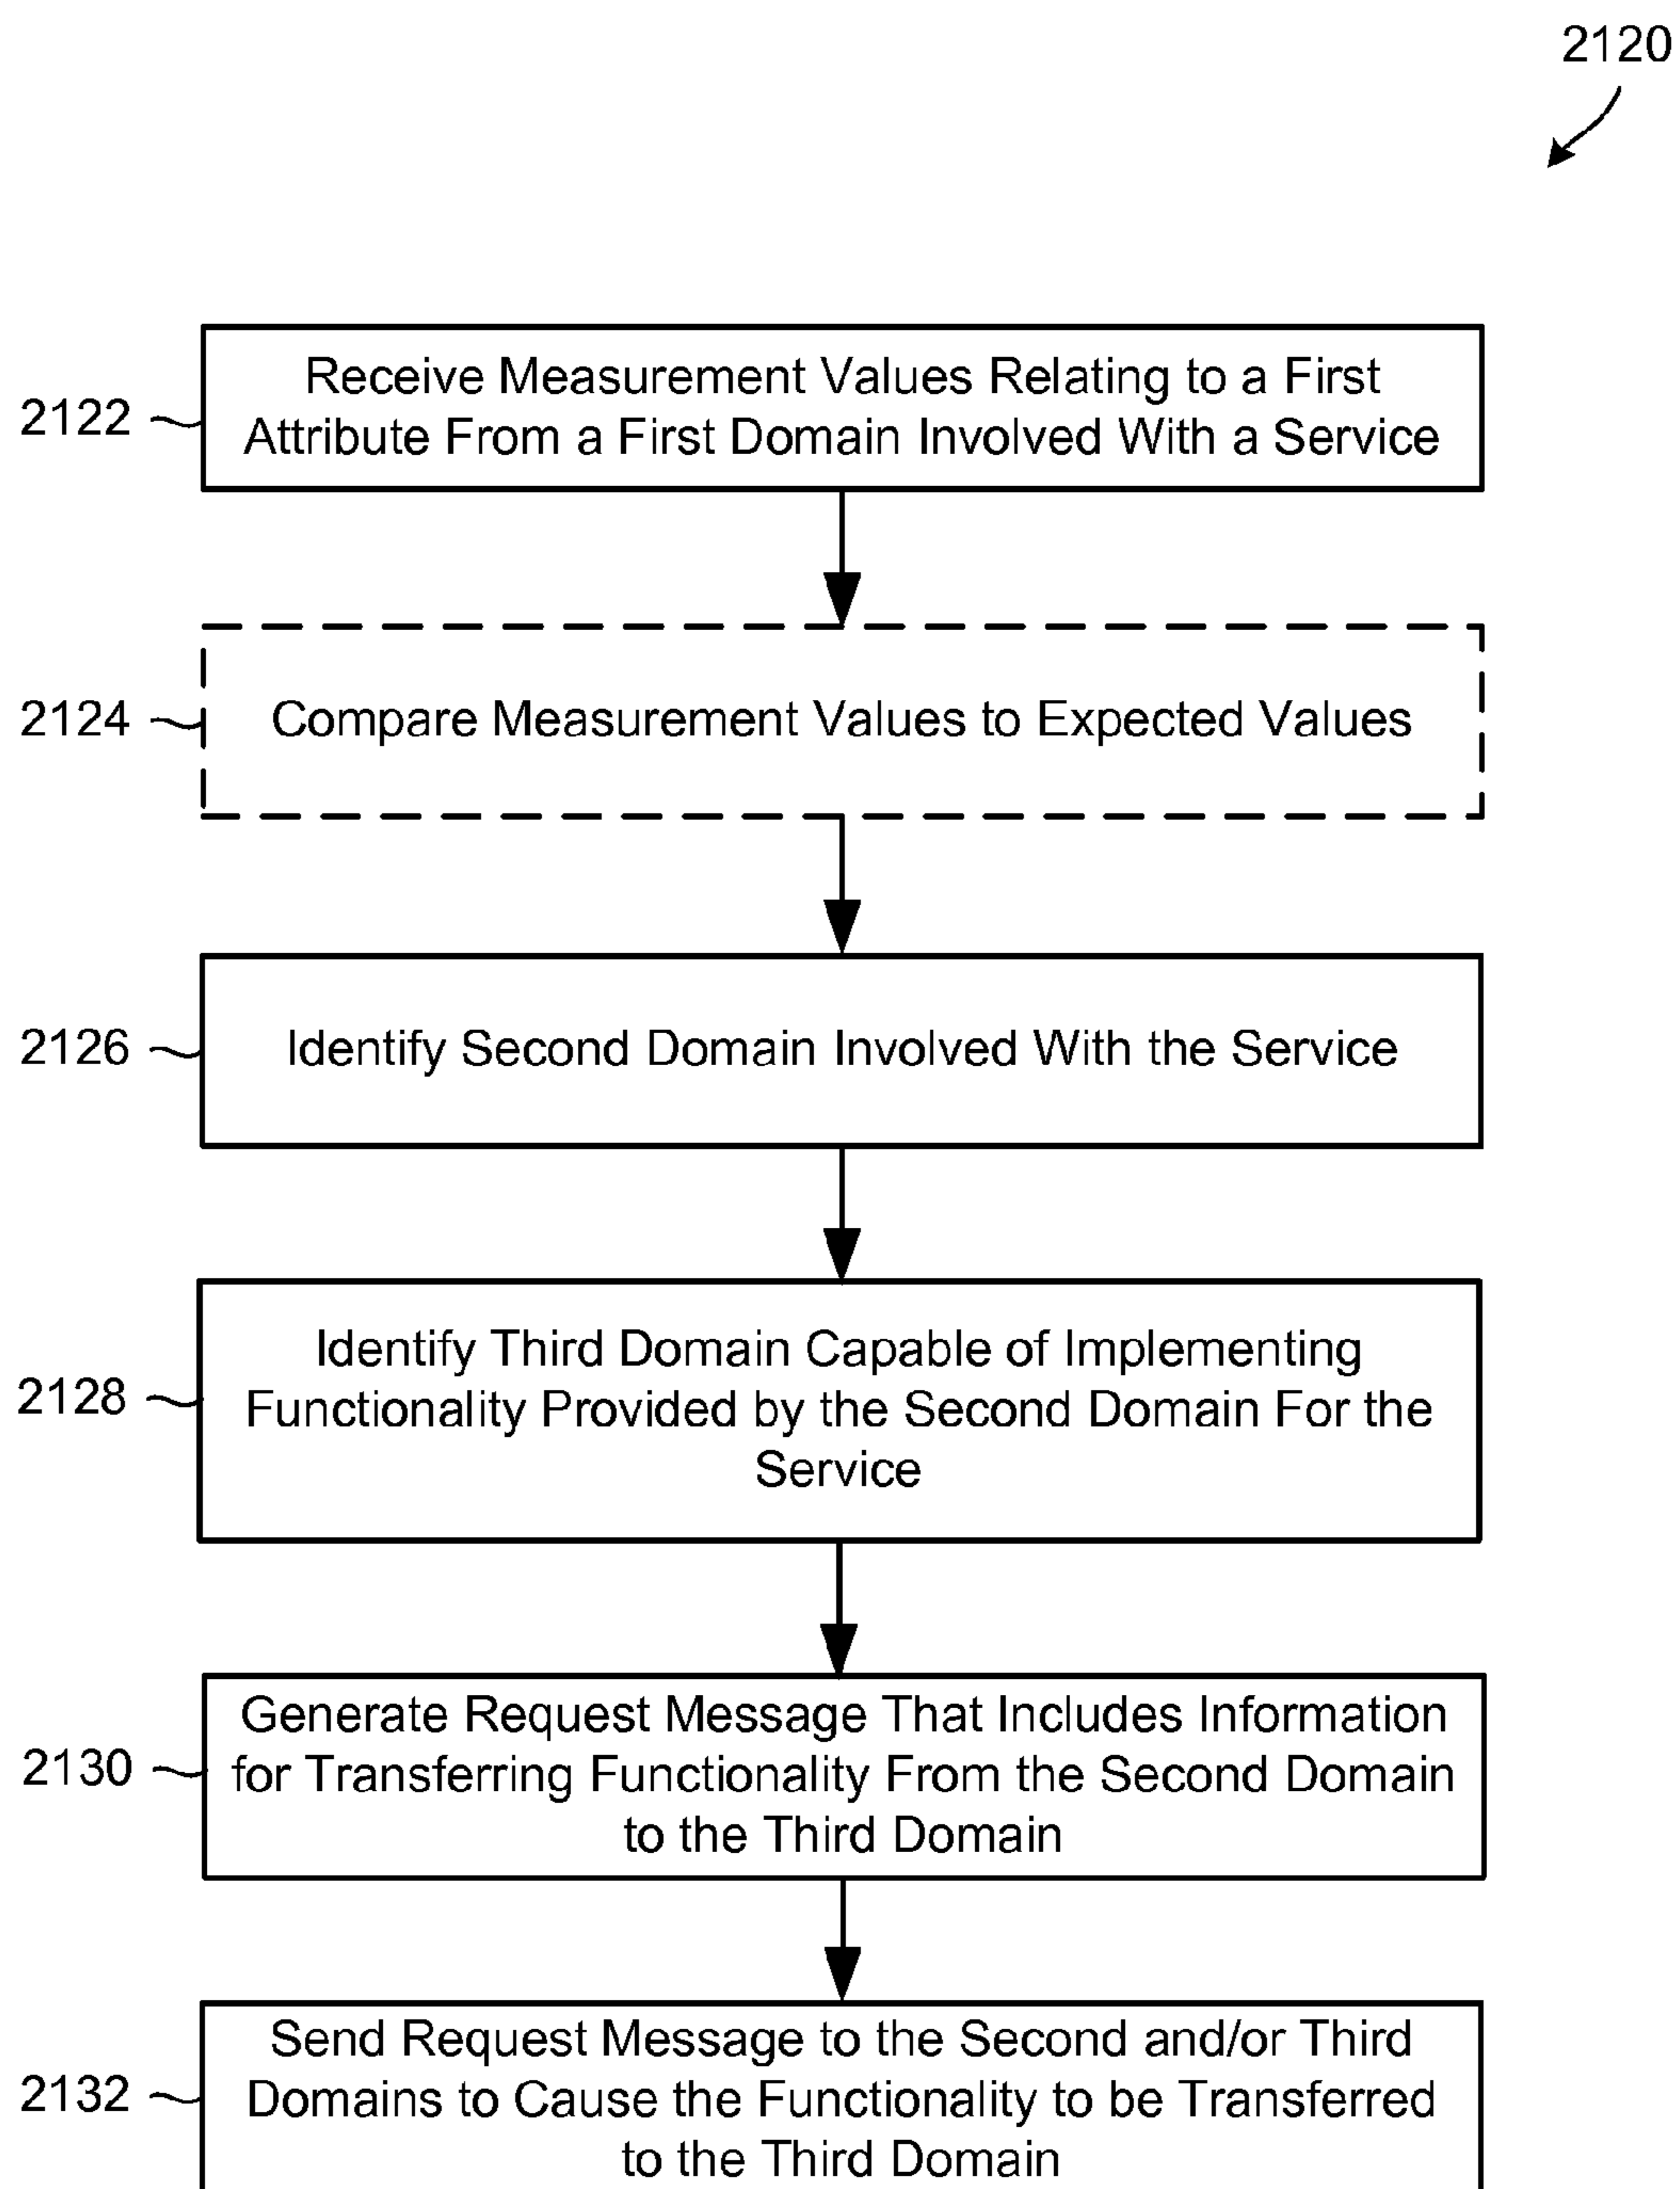 2120
2122
Receive Measurement Values Relating to a First
Attribute From a First Domain Involved With a Service
2124
Compare Measurement Values to Expected Values
2126
Identify Second Domain Involved With the Service
2128
Identify Third Domain Capable of Implementing
Functionality Provided by the Second Domain For the
Service
2130
Generate Request Message That Includes Information
for Transferring Functionality From the Second Domain
to the Third Domain
2132
Send Request Message to the Second and/or Third
Domains to Cause the Functionality to be Transferred
to the Third Domain